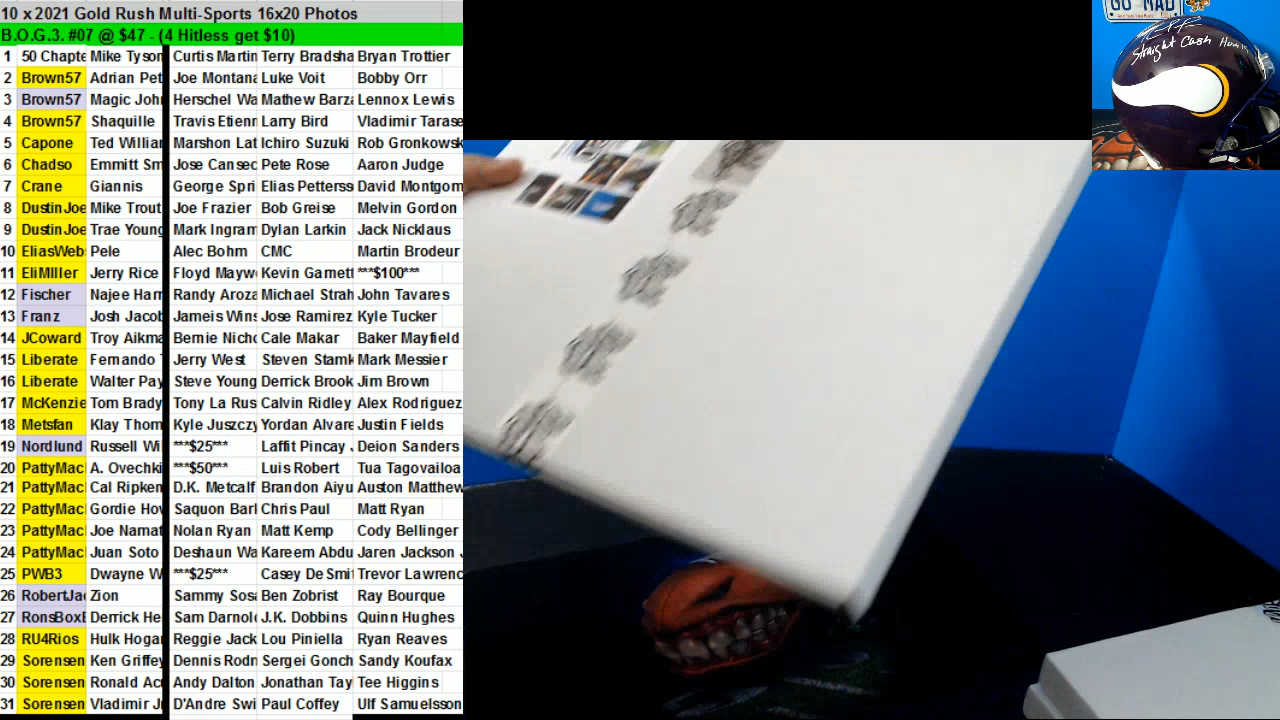 10 x 2021 Gold Rush Multi-Sports 16x20 Photos
B.O.G.3. #07 @ $47 - (4 Hitless get $10)
1 50 Chapte Mike Tyson Curtis Martin Terry Bradsha Bryan Trottier
2 Brown57 Adrian Pet Joe Montana Luke Voit Bobby Orr
3 Brown57 Magic Joh Herschel Wa Mathew Barza Lennox Lewis
4 Brown57 Shaquille Travis Etienn Larry Bird Vladimir Tarase
5 Capone Ted Willian Marshon Lat Ichiro Suzuki Rob Gronkowsk
6 Chadso Emmitt Sm Jose Cansec Pete Rose Aaron Judge
7 Crane Giannis George Spri Elias Petterss David Montgom
8 DustinJoe Mike Trout Joe Frazier Bob Greise Melvin Gordon
9 DustinJoe Trae Young Mark Ingram Dylan Larkin Jack Nicklaus
10 EliasWeb Pele Alec Bohm CMC Martin Brodeur
11 EliMIller Jerry Rice Floyd Maywe Kevin Garnett ***$100***
12 Fischer Najee Harr Randy Aroza Michael Strah John Tavares
13 Franz Josh Jacob Jameis Wins Jose Ramirez Kyle Tucker
14 JCoward Troy Aikma Bernie Nicho Cale Makar Baker Mayfield
15 Liberate Fernando T Jerry West Steven Stamk Mark Messier
16 Liberate Walter Pay Steve Young Derrick Brook Jim Brown
17 McKenzie Tom Brady Tony La Rus Calvin Ridley Alex Rodriguez
18 Metsfan Klay Thom Kyle Juszczy Yordan Alvare Justin Fields
19 Nordlund Russell Wi ***$25*** Laffit Pincay J Deion Sanders
20 PattyMac A. Ovechki ***$50*** Luis Robert Tua Tagovailoa
21 PattyMac Cal Ripken D.K. Metcalf Brandon Aiyu Auston Matthew
22 PattyMac Gordie How Saquon Bark Chris Paul Matt Ryan
23 PattyMac Joe Namat Nolan Ryan Matt Kemp Cody Bellinger
24 PattyMac Juan Soto Deshaun Wa Kareem Abdu Jaren Jackson J
25 PWB3 Dwayne W ***$25*** Casey DeSmit Trevor Lawrenc
26 RobertJac Zion Sammy Sosa Ben Zobrist Ray Bourque
27 RonsBoxB Derrick He Sam Darnold J.K. Dobbins Quinn Hughes
28 RU4Rios Hulk Hogan Reggie Jack Lou Piniella Ryan Reaves
29 Sorensen Ken Griffey Dennis Rodn Sergei Gonch Sandy Koufax
30 Sorensen Ronald Acu Andy Dalton Jonathan Tay Tee Higgins
31 Sorensen Vladimir Jr D'Andre Swi Paul Coffey Ulf Samuelsson
GO MAD
Straight Cash Homie